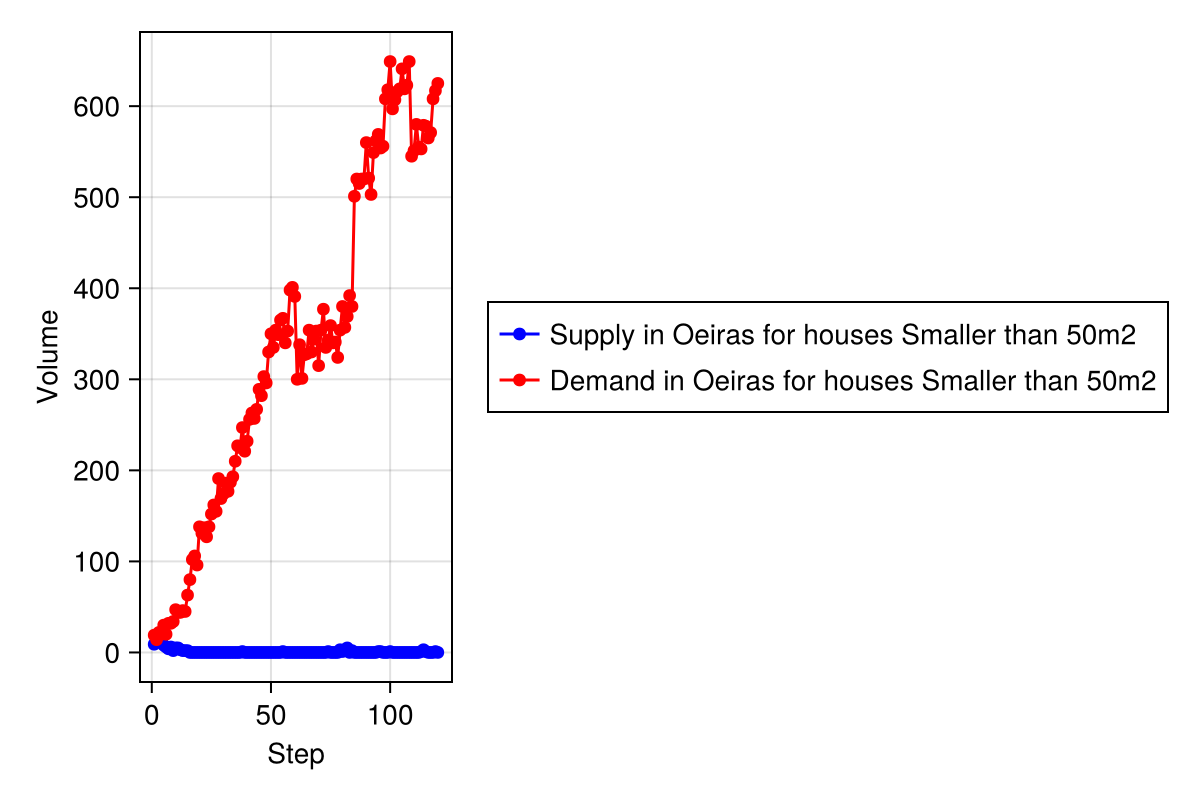 600
500
400
300
200
100
0
Volume
0 50 100
Step
Supply in Oeiras for houses Smaller than 50m2
Demand in Oeiras for houses Smaller than 50m2